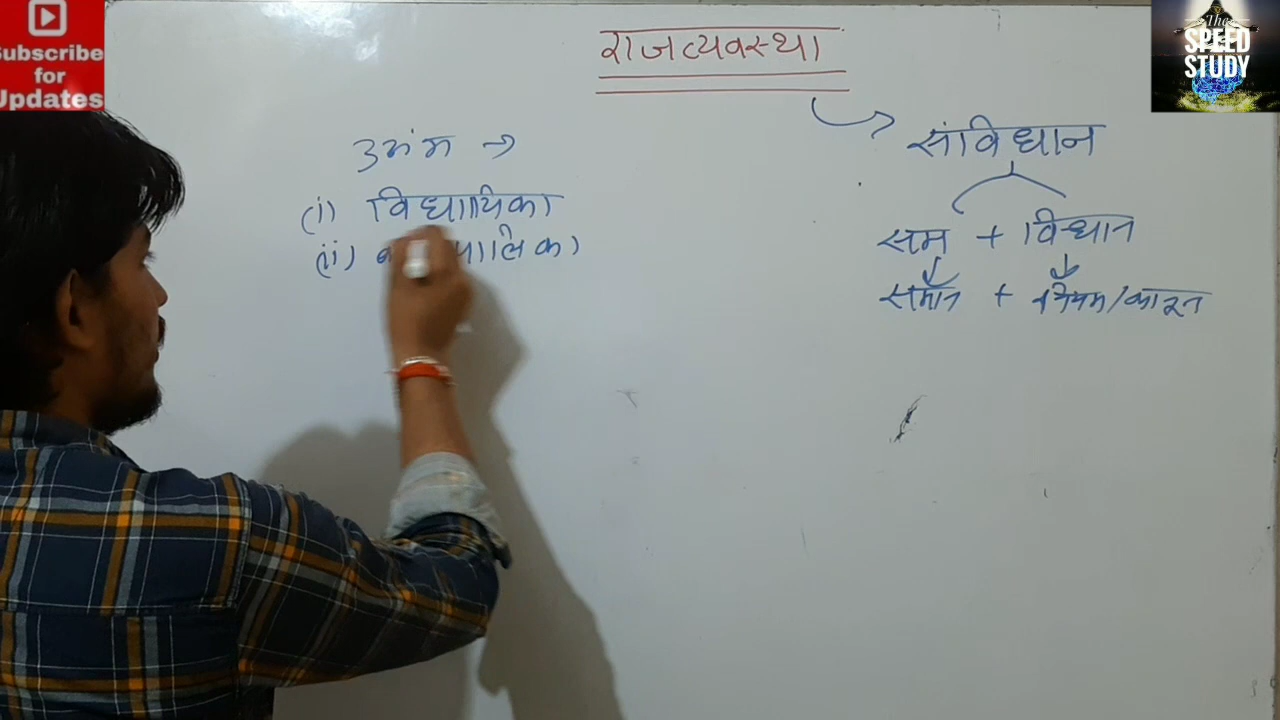 Subscribe
for
Updates
The
SPEED
STUDY
राजव्यवस्था
संविधान
सम + विधान
समान + नियम/कानून
3 अंग →
(i) विधायिका
(ii) पालिका